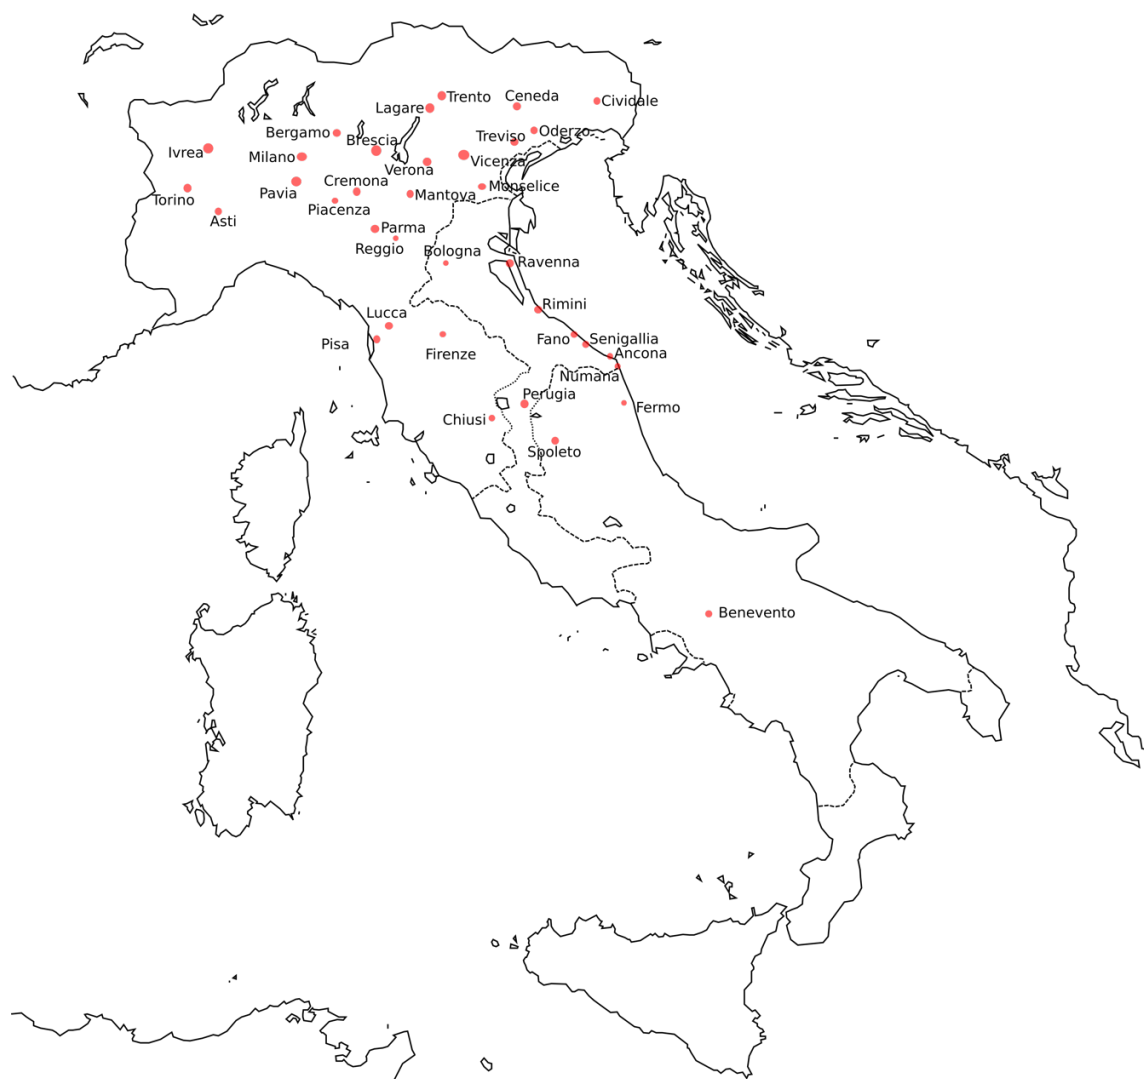 Trento
Ceneda
Cividale
Lagare
Bergamo
Oderzo
Brescia
Treviso
Ivrea
Milano
Vicenza
Verona
Cremona
Monselice
Pavia
Mantova
Torino
Piacenza
Asti
Parma
Reggio
Bologna
Ravenna
Rimini
Lucca
Pisa
Fano
Senigallia
Firenze
Ancona
Numana
Perugia
Fermo
Chiusi
Spoleto
Benevento